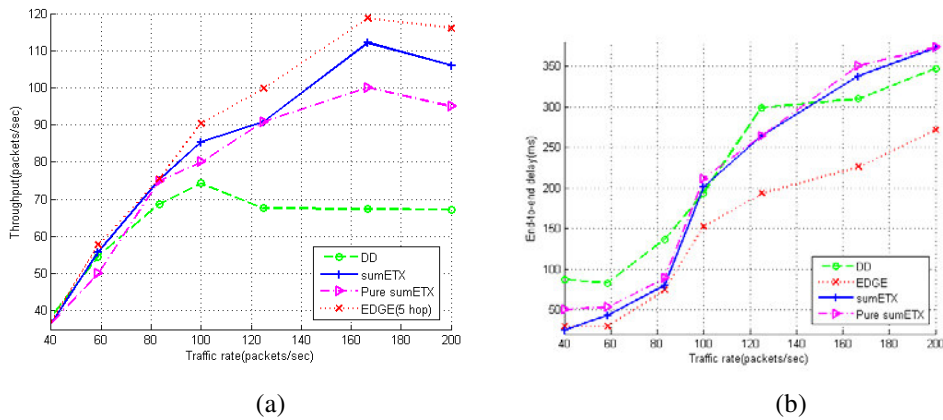 120
110
100
90
80
70
60
50
40
Throughput(packets/sec)
40 60 80 100 120 140 160 180 200
Traffic rate(packets/sec)
DD
sumETX
Pure sumETX
EDGE(5 hop)
(a)
350
300
250
200
150
100
500
End-to-end delay(ms)
40 60 80 100 120 140 160 180 200
Traffic rate(packets/sec)
DD
EDGE
sumETX
Pure sumETX
(b)